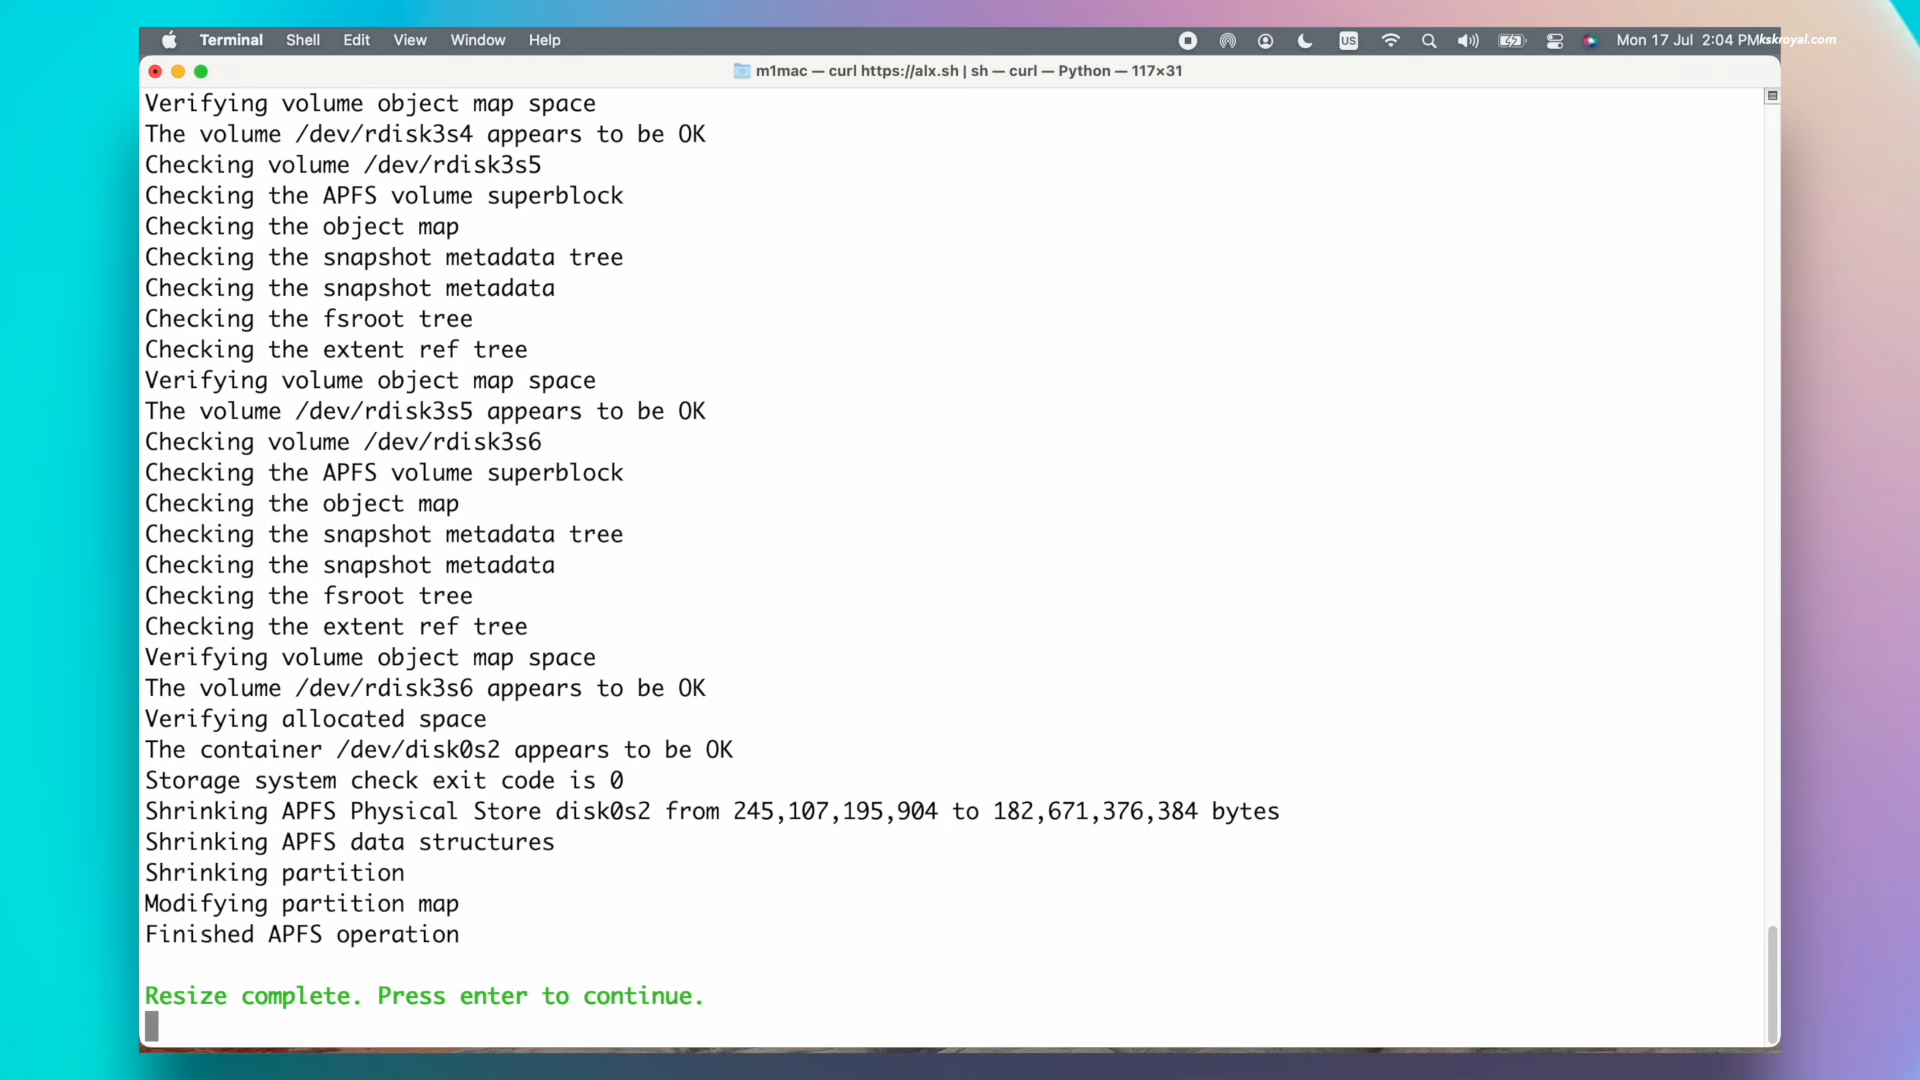 Terminal Shell Edit View Window Help US Mon 17 Jul 2:04 PM kskroyal.com
m1mac — curl https://alx.sh | sh — curl — Python — 117×31
Verifying volume object map space
The volume /dev/rdisk3s4 appears to be OK
Checking volume /dev/rdisk3s5
Checking the APFS volume superblock
Checking the object map
Checking the snapshot metadata tree
Checking the snapshot metadata
Checking the fsroot tree
Checking the extent ref tree
Verifying volume object map space
The volume /dev/rdisk3s5 appears to be OK
Checking volume /dev/rdisk3s6
Checking the APFS volume superblock
Checking the object map
Checking the snapshot metadata tree
Checking the snapshot metadata
Checking the fsroot tree
Checking the extent ref tree
Verifying volume object map space
The volume /dev/rdisk3s6 appears to be OK
Verifying allocated space
The container /dev/disk0s2 appears to be OK
Storage system check exit code is 0
Shrinking APFS Physical Store disk0s2 from 245,107,195,904 to 182,671,376,384 bytes
Shrinking APFS data structures
Shrinking partition
Modifying partition map
Finished APFS operation
Resize complete. Press enter to continue.